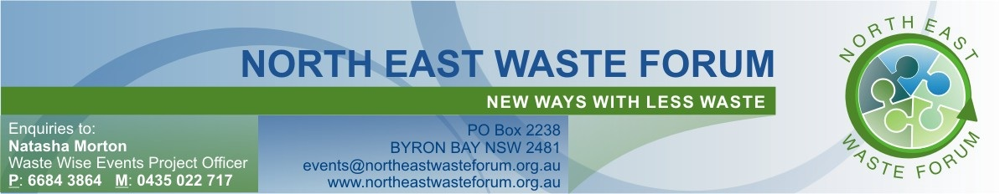 NORTH EAST WASTE FORUM
NEW WAYS WITH LESS WASTE
Enquiries to:
Natasha Morton
Waste Wise Events Project Officer
P: 6684 3864 M: 0435 022 717
PO Box 2238
BYRON BAY NSW 2481
events@northeastwasteforum.org.au
www.northeastwasteforum.org.au
NORTH EAST
WASTE FORUM